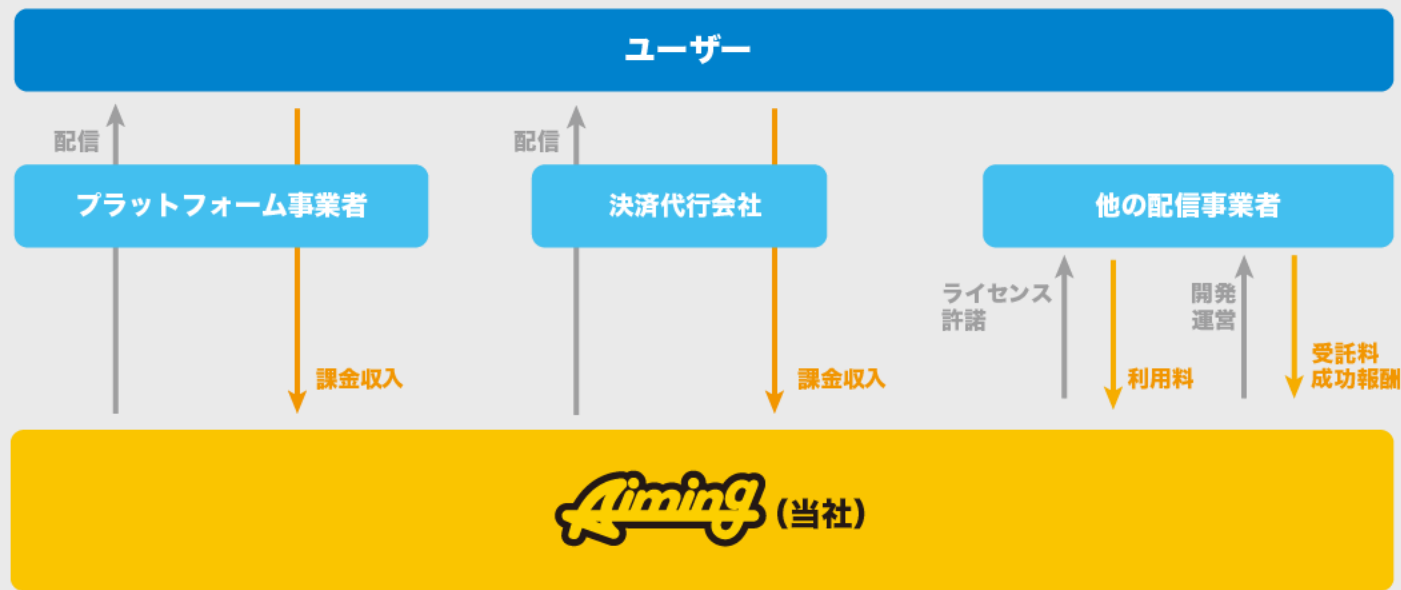 ユーザー
配信
配信
プラットフォーム事業者
決済代行会社
他の配信事業者
ライセンス
許諾
開発
運営
課金収入
課金収入
利用料
受託料
成功報酬
Aiming(当社)